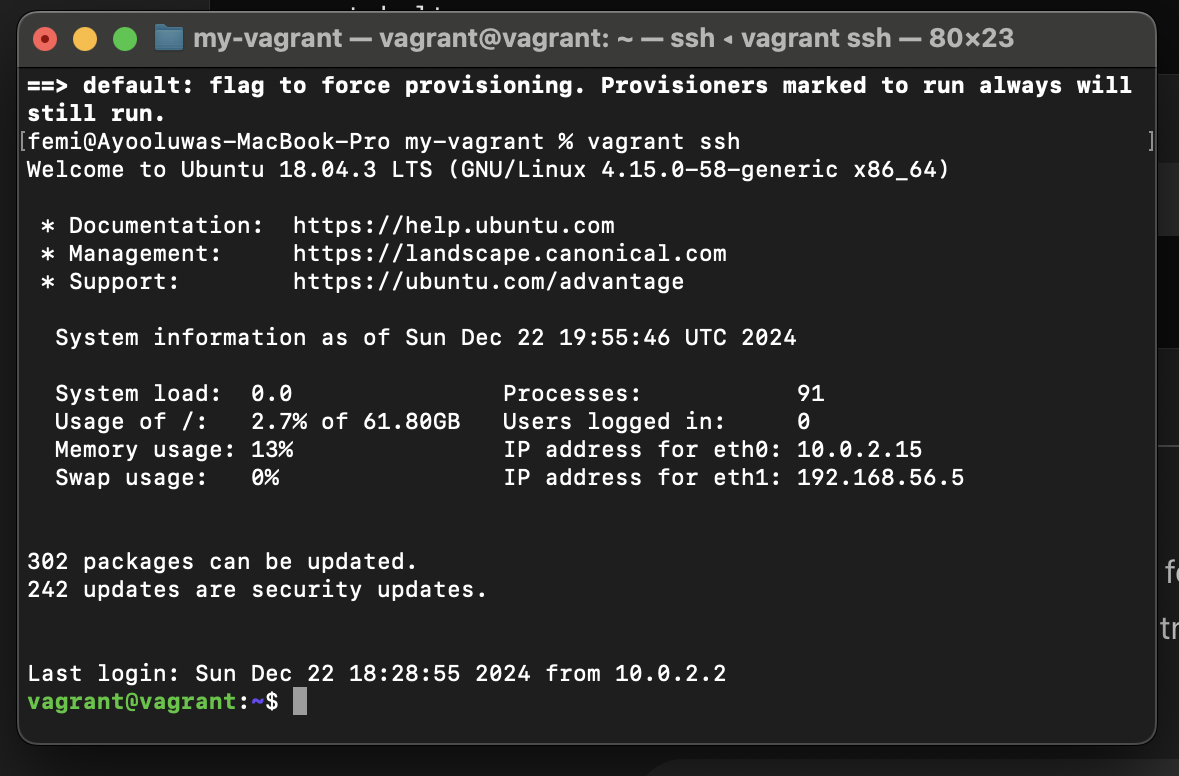 my-vagrant — vagrant@vagrant: ~ — ssh ◂ vagrant ssh — 80×23
==> default: flag to force provisioning. Provisioners marked to run always will
still run.
[femi@Ayooluwas-MacBook-Pro my-vagrant % vagrant ssh ]
Welcome to Ubuntu 18.04.3 LTS (GNU/Linux 4.15.0-58-generic x86_64)
* Documentation:  https://help.ubuntu.com
* Management:     https://landscape.canonical.com
* Support:        https://ubuntu.com/advantage
System information as of Sun Dec 22 19:55:46 UTC 2024
System load:  0.0               Processes:           91
Usage of /:   2.7% of 61.80GB   Users logged in:     0
Memory usage: 13%               IP address for eth0: 10.0.2.15
Swap usage:   0%                IP address for eth1: 192.168.56.5
302 packages can be updated.
242 updates are security updates.
Last login: Sun Dec 22 18:28:55 2024 from 10.0.2.2
vagrant@vagrant:~$